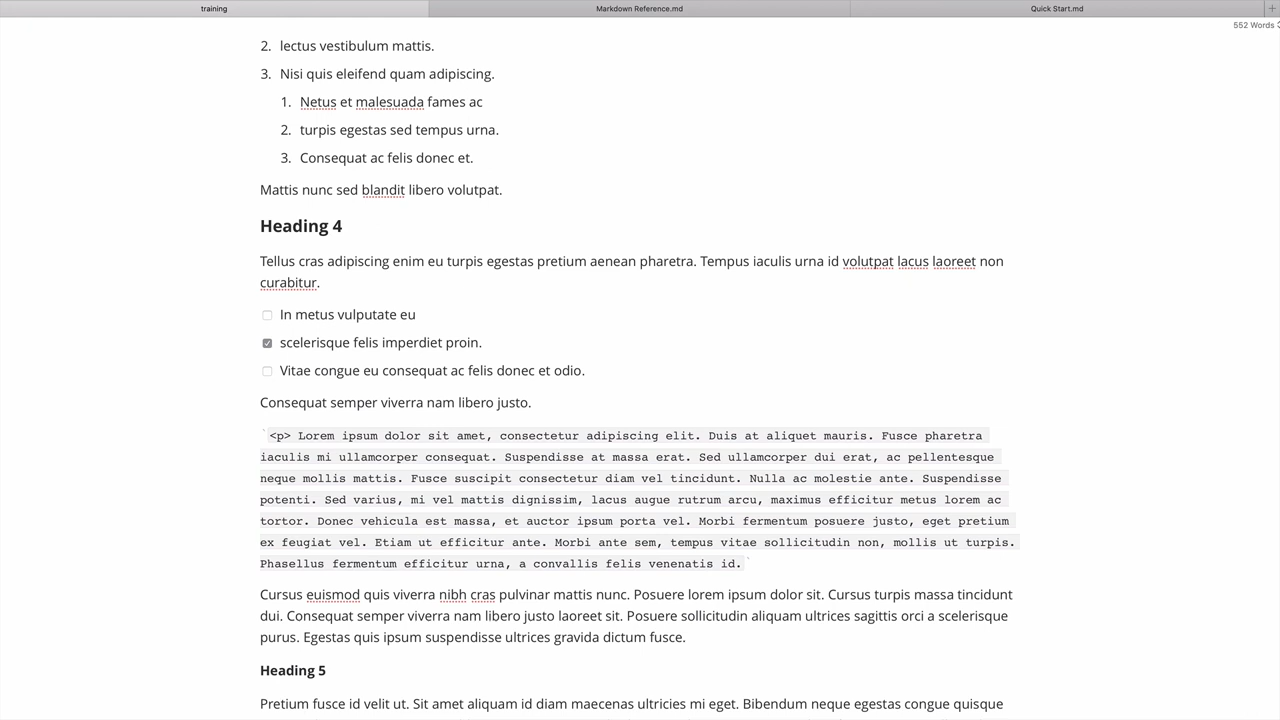 training
Markdown Reference.md
Quick Start.md
+
552 Words
2. lectus vestibulum mattis.
3. Nisi quis eleifend quam adipiscing.
1. Netus et malesuada fames ac
2. turpis egestas sed tempus urna.
3. Consequat ac felis donec et.
Mattis nunc sed blandit libero volutpat.
Heading 4
Tellus cras adipiscing enim eu turpis egestas pretium aenean pharetra. Tempus iaculis urna id volutpat lacus laoreet non
curabitur.
In metus vulputate eu
scelerisque felis imperdiet proin.
Vitae congue eu consequat ac felis donec et odio.
Consequat semper viverra nam libero justo.
`<p> Lorem ipsum dolor sit amet, consectetur adipiscing elit. Duis at aliquet mauris. Fusce pharetra
iaculis mi ullamcorper consequat. Suspendisse at massa erat. Sed ullamcorper dui erat, ac pellentesque
neque mollis mattis. Fusce suscipit consectetur diam vel tincidunt. Nulla ac molestie ante. Suspendisse
potenti. Sed varius, mi vel mattis dignissim, lacus augue rutrum arcu, maximus efficitur metus lorem ac
tortor. Donec vehicula est massa, et auctor ipsum porta vel. Morbi fermentum posuere justo, eget pretium
ex feugiat vel. Etiam ut efficitur ante. Morbi ante sem, tempus vitae sollicitudin non, mollis ut turpis.
Phasellus fermentum efficitur urna, a convallis felis venenatis id.`
Cursus euismod quis viverra nibh cras pulvinar mattis nunc. Posuere lorem ipsum dolor sit. Cursus turpis massa tincidunt
dui. Consequat semper viverra nam libero justo laoreet sit. Posuere sollicitudin aliquam ultrices sagittis orci a scelerisque
purus. Egestas quis ipsum suspendisse ultrices gravida dictum fusce.
Heading 5
Pretium fusce id velit ut. Sit amet aliquam id diam maecenas ultricies mi eget. Bibendum neque egestas congue quisque